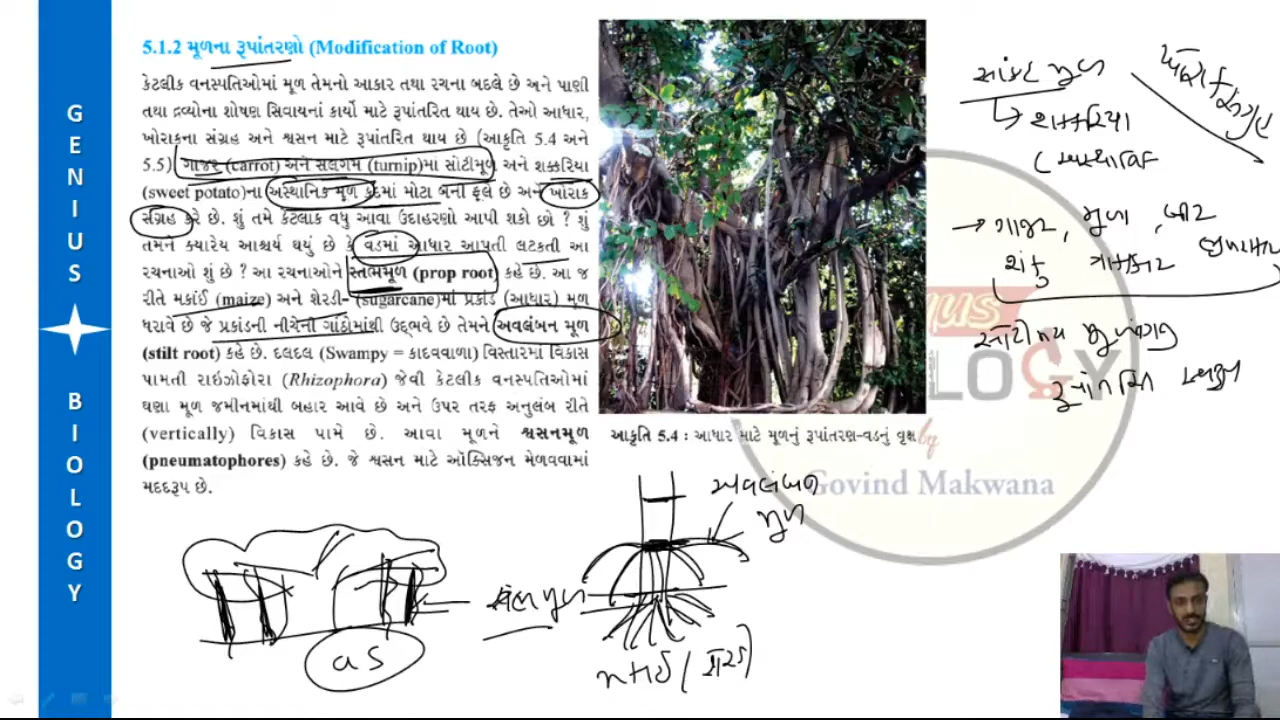 GENIUS BIOLOGY
5.1.2 મૂળના રૂપાંતરણો (Modification of Root)
કેટલીક વનસ્પતિઓમાં મૂળ તેમનો આકાર તથા રચના બદલે છે અને પાણી
તથા દ્રવ્યોના શોષણ સિવાયનાં કાર્યો માટે રૂપાંતરિત થાય છે. તેઓ આધાર,
ખોરાકના સંગ્રહ અને શ્વસન માટે રૂપાંતરિત થાય છે (આકૃતિ 5.4 અને
5.5) ગાજર (carrot) અને સલગમ (turnip)મા સોટીમૂળ અને શક્કરિયા
(sweet potato)ના અસ્થાનિક મૂળ કદમાં મોટા બની ફૂલે છે અને ખોરાક
સંગ્રહ કરે છે. શું તમે કેટલાક વધુ આવા ઉદાહરણો આપી શકો છો ? શું
તમને ક્યારેય આશ્ચર્ય થયું છે કે વડમાં આધાર આપતી લટકતી આ
રચનાઓ શું છે ? આ રચનાઓને સ્તંભમૂળ (prop root) કહે છે. આ જ
રીતે મકાઈ (maize) અને શેરડી- (sugarcane)માં પ્રકાંડ (આધાર) મૂળ
ધરાવે છે જે પ્રકાંડની નીચેની ગાંઠોમાંથી ઉદ્ભવે છે તેમને અવલંબન મૂળ
(stilt root) કહે છે. દલદલ (Swampy = કાદવવાળા) વિસ્તારમાં વિકાસ
પામતી રાઇઝોફોરા (Rhizophora) જેવી કેટલીક વનસ્પતિઓમાં
ઘણા મૂળ જમીનમાંથી બહાર આવે છે અને ઉપર તરફ અનુલંબ રીતે
(vertically) વિકાસ પામે છે. આવા મૂળને શ્વસનમૂળ
(pneumatophores) કહે છે. જે શ્વસન માટે ઑક્સિજન મેળવવામાં
મદદરૂપ છે.
આકૃતિ 5.4 : આધાર માટે મૂળનું રૂપાંતરણ-વડનું વૃક્ષ
મૂળ
શક્કરિયા
ગાજર, મૂળા, બીટ
શંકુ
LOGY
by
Govind Makwana
અવલંબન
મૂળ
as